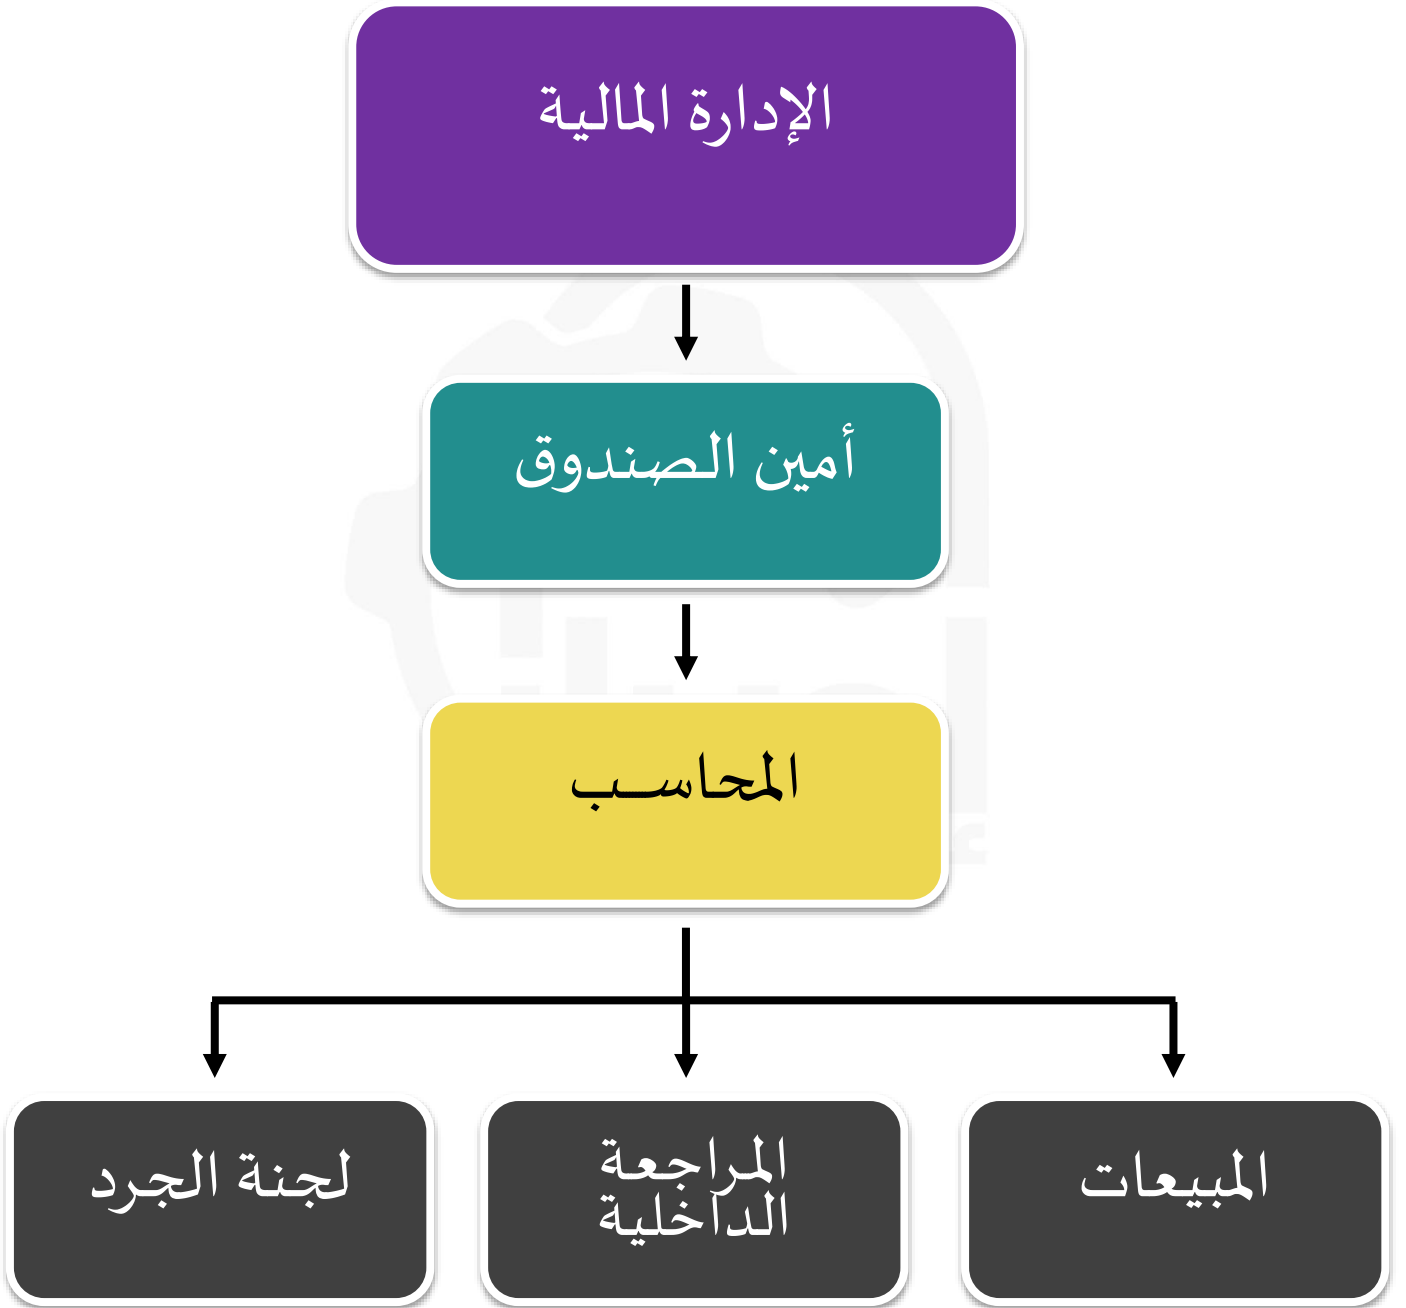 الإدارة المالية
أمين الصندوق
المحاسب
المبيعات
المراجعة
الداخلية
لجنة الجرد